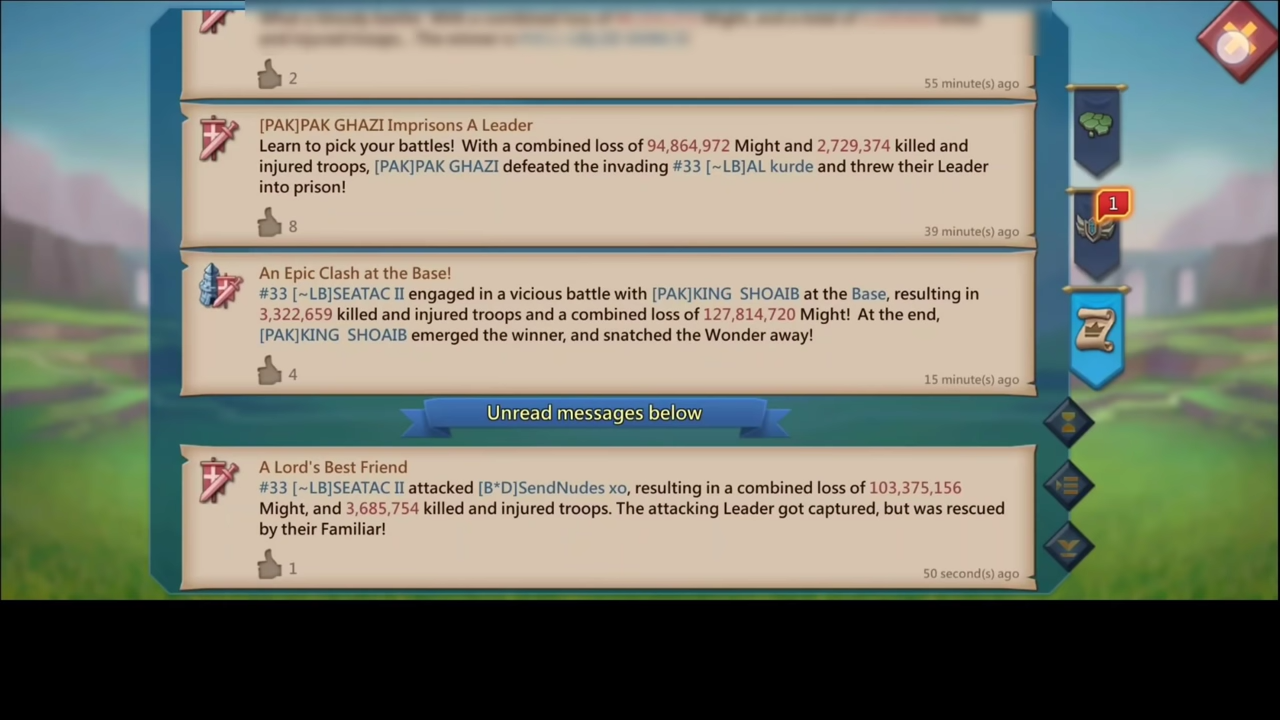 2
55 minute(s) ago
[PAK]PAK GHAZI Imprisons A Leader
Learn to pick your battles! With a combined loss of 94,864,972 Might and 2,729,374 killed and
injured troops, [PAK]PAK GHAZI defeated the invading #33 [~LB]AL kurde and threw their Leader
into prison!
8
39 minute(s) ago
An Epic Clash at the Base!
#33 [~LB]SEATAC II engaged in a vicious battle with [PAK]KING  SHOAIB at the Base, resulting in
3,322,659 killed and injured troops and a combined loss of 127,814,720 Might! At the end,
[PAK]KING  SHOAIB emerged the winner, and snatched the Wonder away!
4
15 minute(s) ago
Unread messages below
A Lord's Best Friend
#33 [~LB]SEATAC II attacked [B*D]SendNudes xo, resulting in a combined loss of 103,375,156
Might, and 3,685,754 killed and injured troops. The attacking Leader got captured, but was rescued
by their Familiar!
1
50 second(s) ago
1